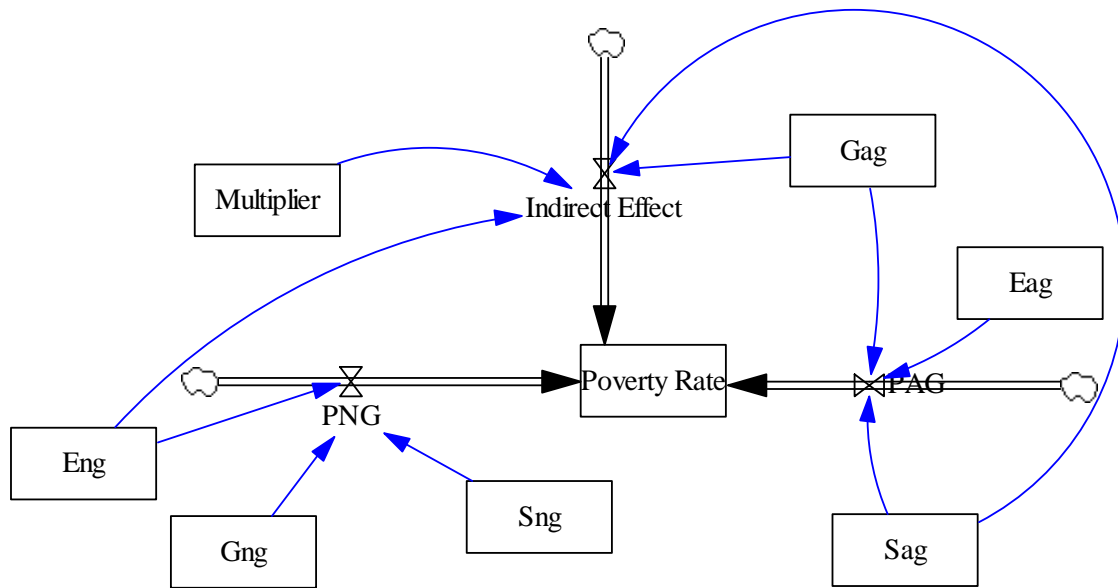 Gag
Multiplier
Indirect Effect
Eag
Poverty Rate
PAG
PNG
Eng
Sng
Gng
Sag